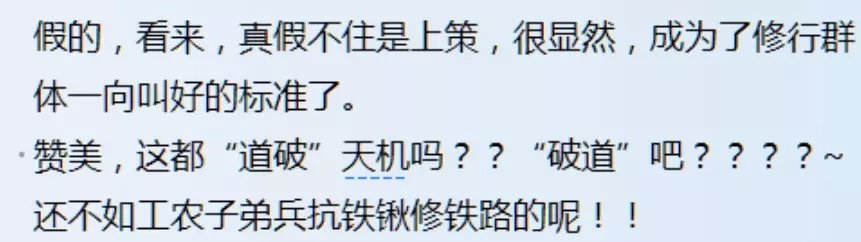 假的，看来，真假不住是上策，很显然，成为了修行群
体一向叫好的标准了。
·赞美，这都“道破”天机吗？？“破道”吧？？？？~
还不如工农子弟兵抗铁锹修铁路的呢！！